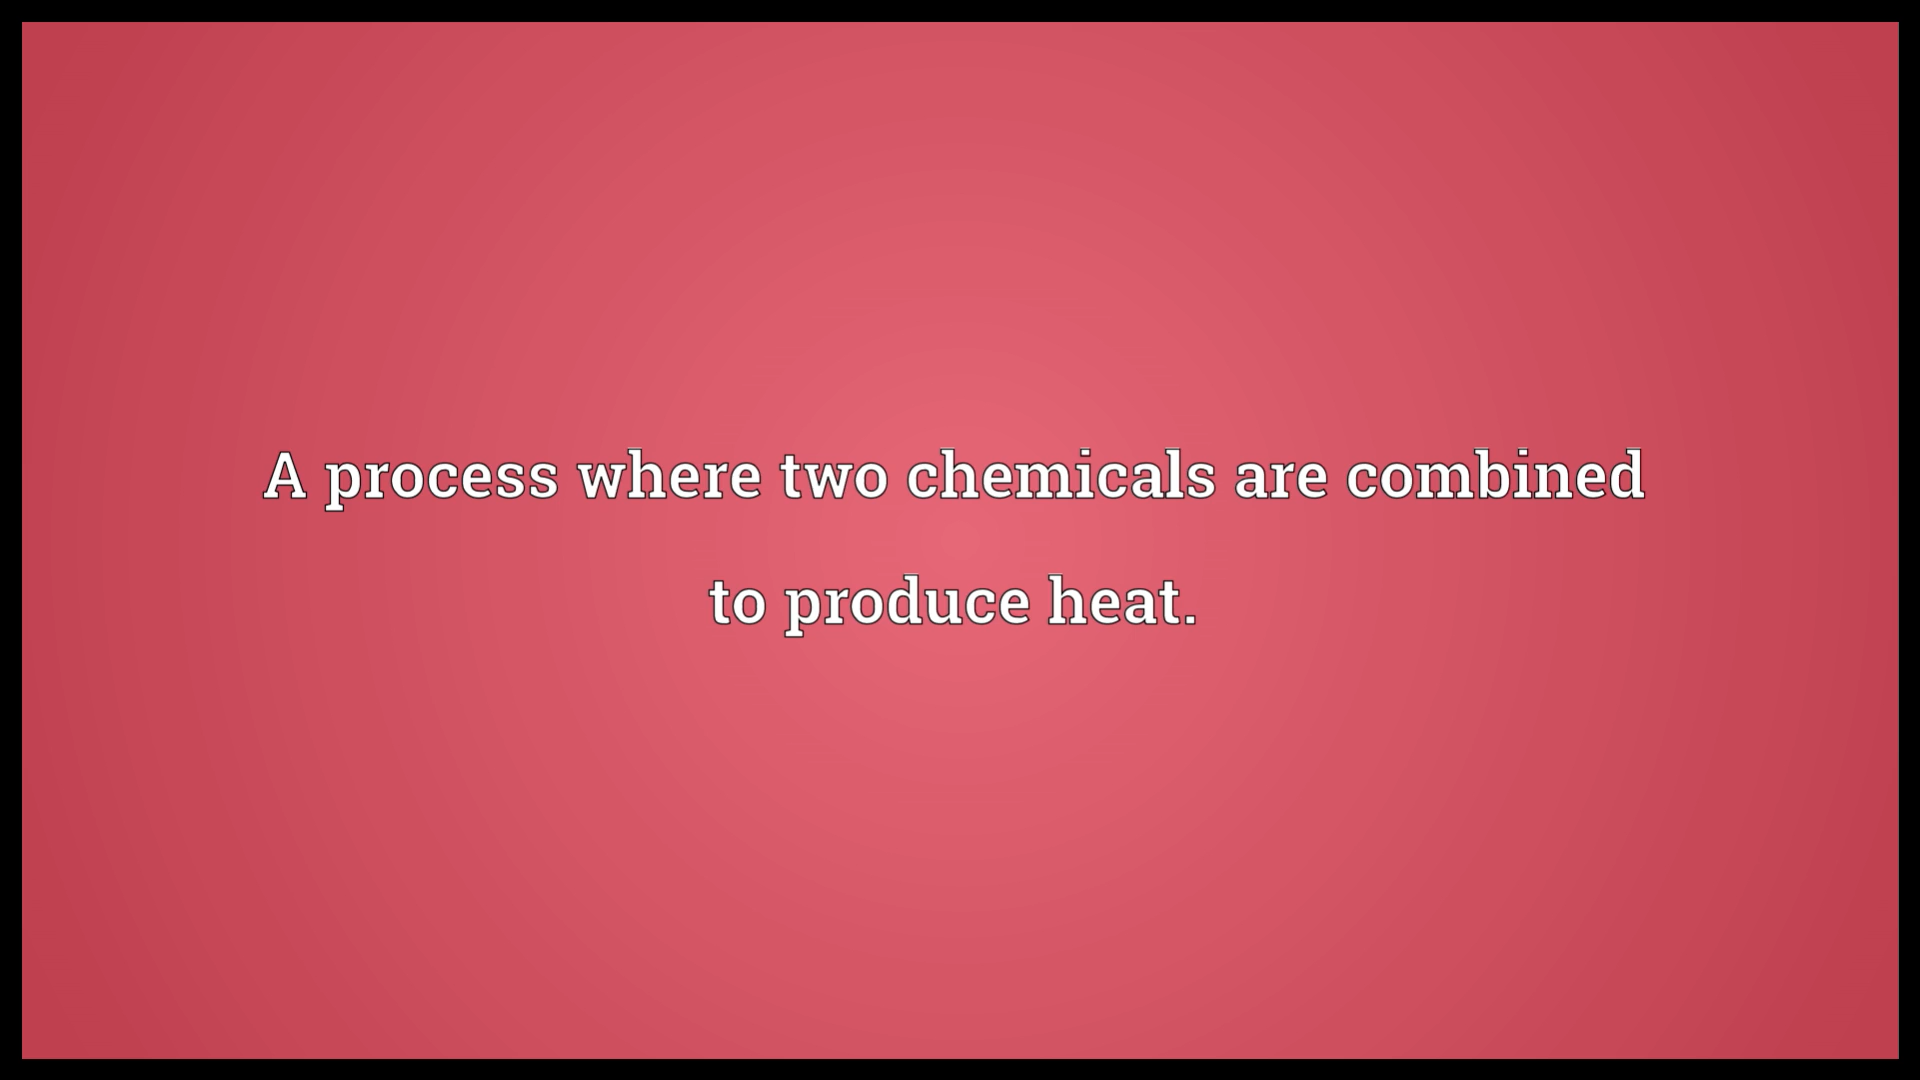 A process where two chemicals are combined
to produce heat.